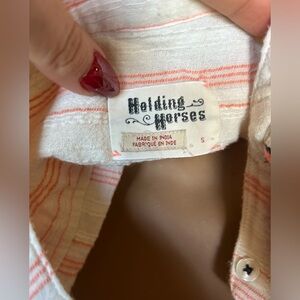 Holding
Horses
MADE IN INDIA
FABRIQUÉ EN INDE
S